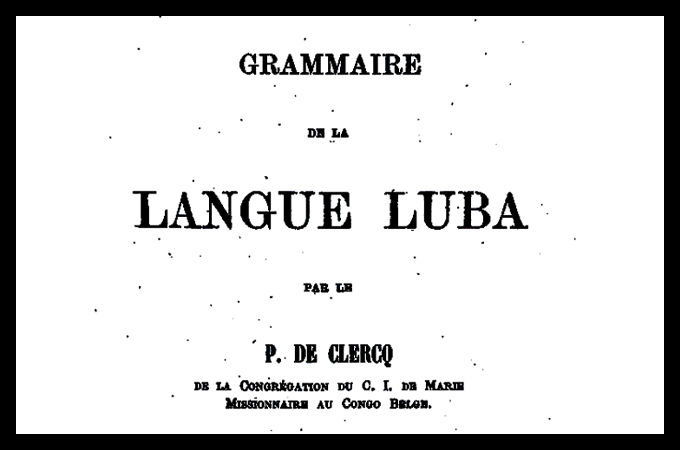 GRAMMAIRE
DE LA
LANGUE LUBA
PAR LE
P. DE CLERCQ
DE LA CONGRÉGATION DU C. I. DE MARIE
MISSIONNAIRE AU CONGO BELGE.